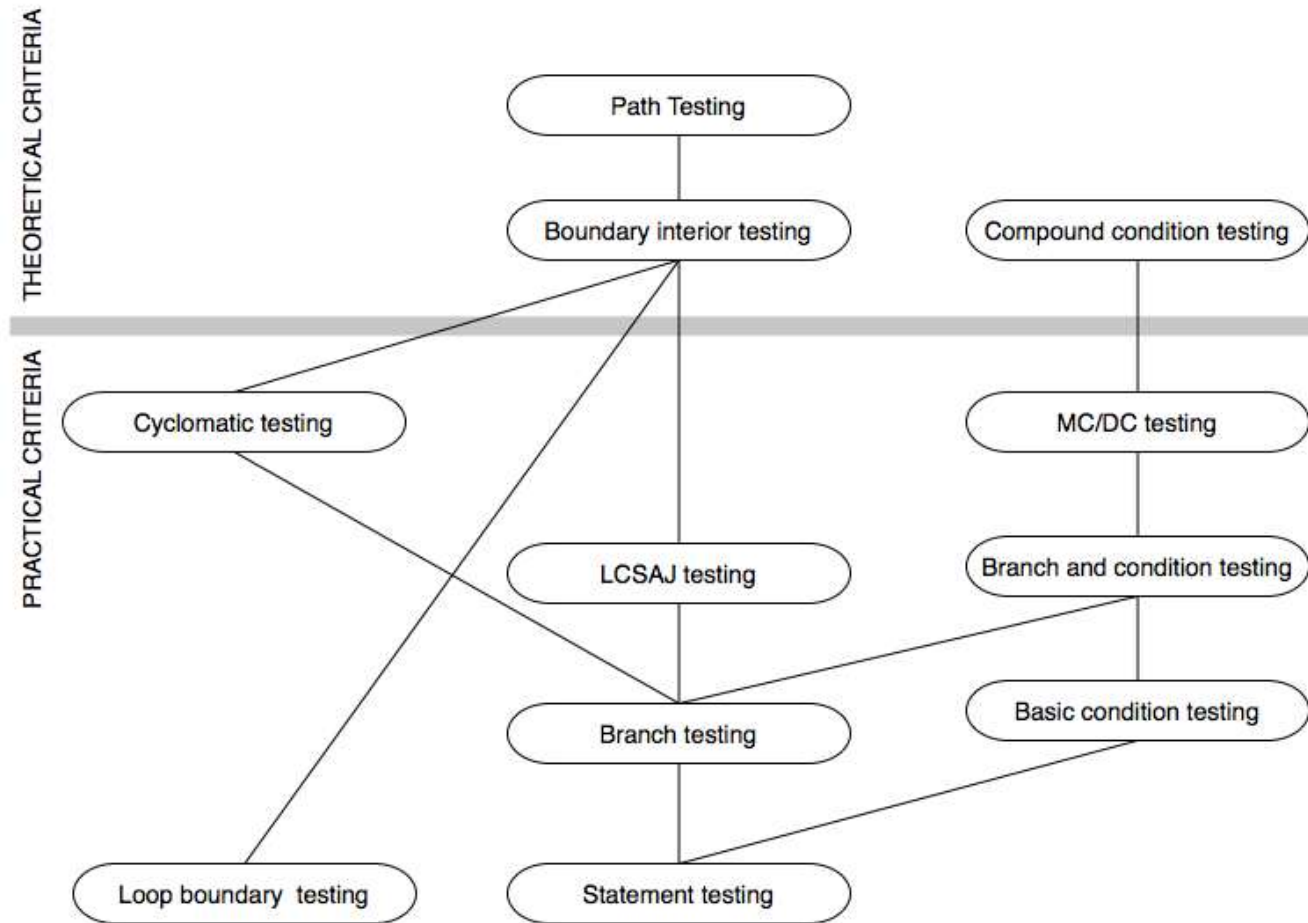 THEORETICAL CRITERIA
Path Testing
Boundary interior testing
Compound condition testing
PRACTICAL CRITERIA
Cyclomatic testing
MC/DC testing
LCSAJ testing
Branch and condition testing
Branch testing
Basic condition testing
Loop boundary testing
Statement testing